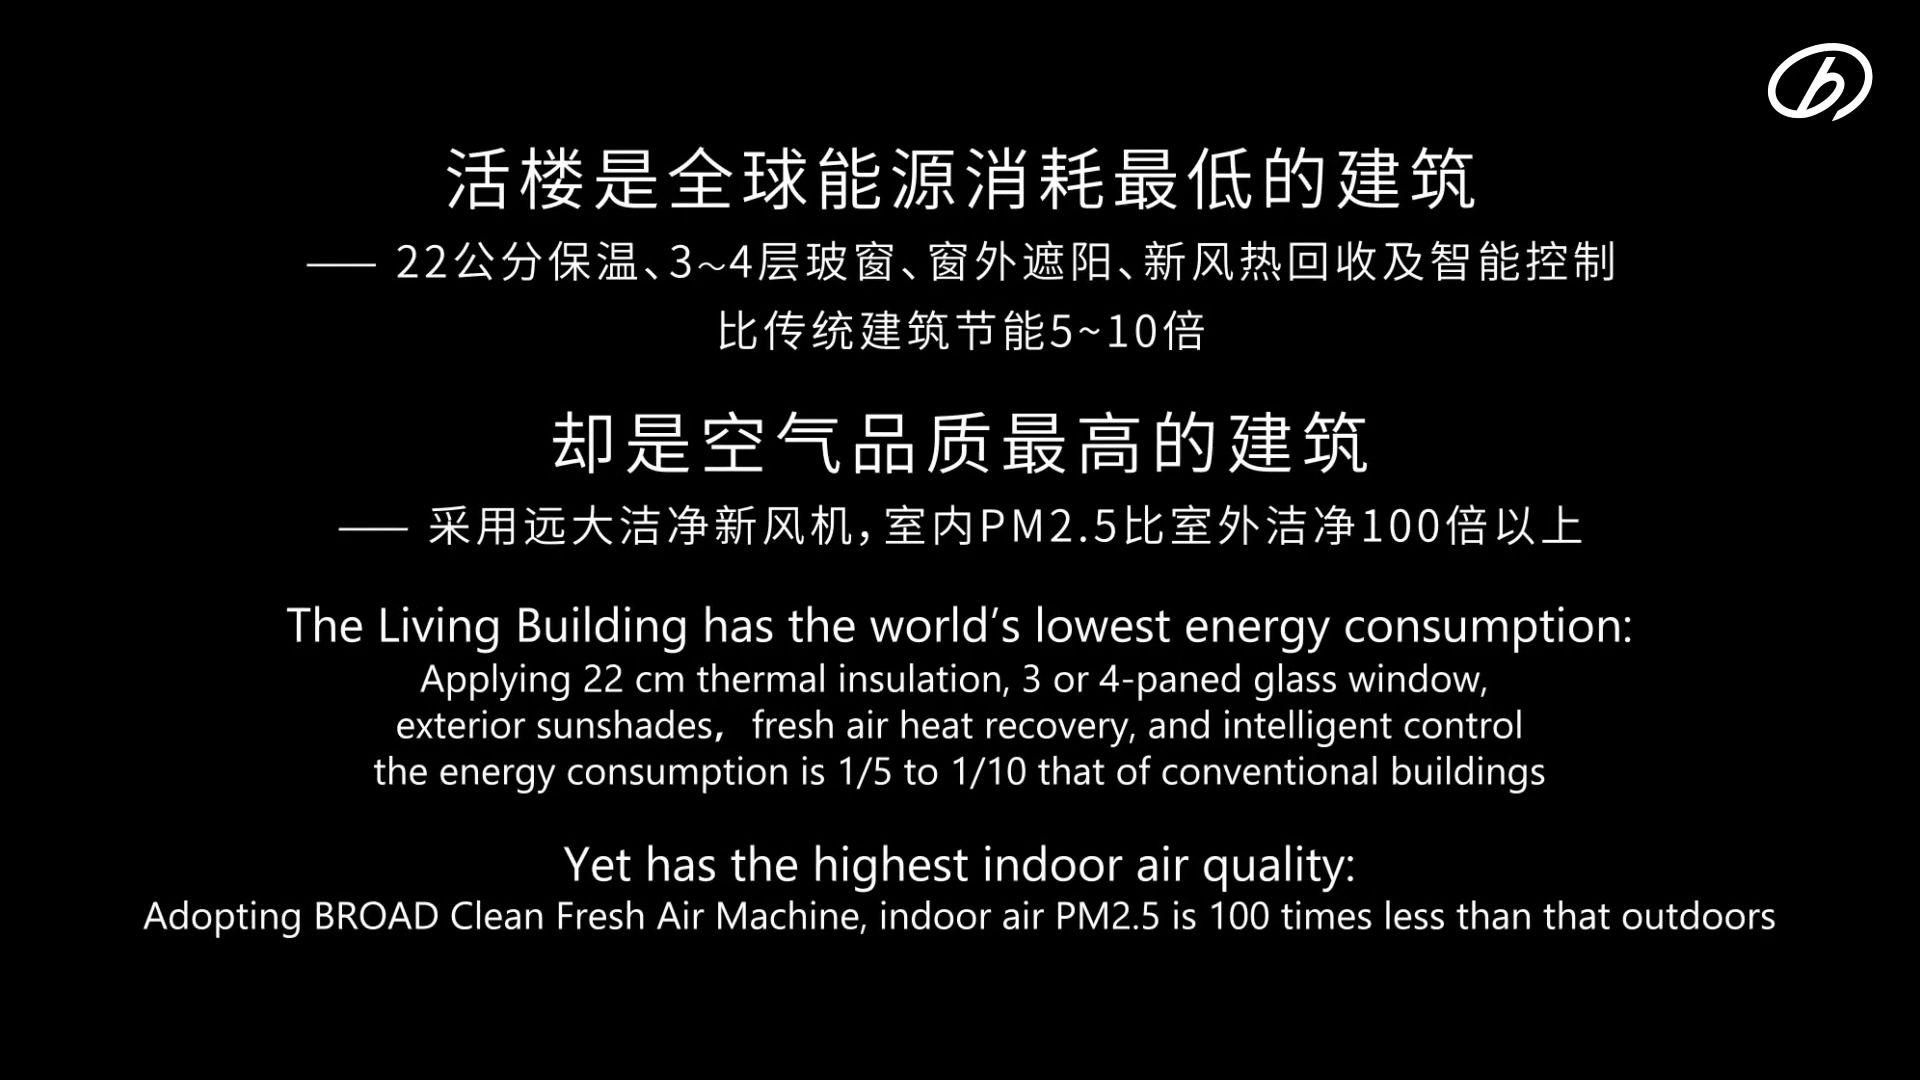 活楼是全球能源消耗最低的建筑
—— 22公分保温、3~4层玻窗、窗外遮阳、新风热回收及智能控制
比传统建筑节能5~10倍
却是空气品质最高的建筑
—— 采用远大洁净新风机，室内PM2.5比室外洁净100倍以上
The Living Building has the world’s lowest energy consumption:
Applying 22 cm thermal insulation, 3 or 4-paned glass window,
exterior sunshades，fresh air heat recovery, and intelligent control
the energy consumption is 1/5 to 1/10 that of conventional buildings
Yet has the highest indoor air quality:
Adopting BROAD Clean Fresh Air Machine, indoor air PM2.5 is 100 times less than that outdoors